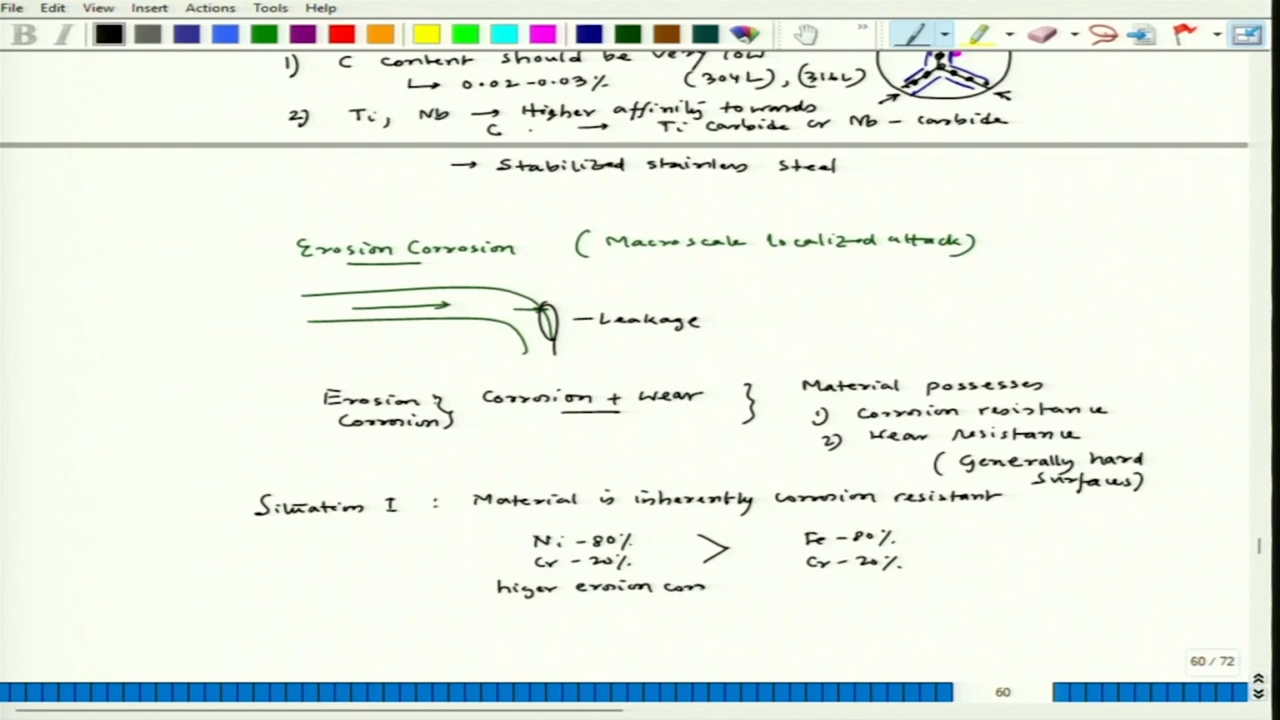 File Edit View Insert Actions Tools Help
B I
1) C content should be very low
↳ 0.02-0.03% (304L), (316L)
2) Ti, Nb → Higher affinity towards
C. → Ti carbide or Nb-carbide
→ Stabilized stainless steel
Erosion Corrosion (Macroscale localized attack)
- Leakage
Erosion } Corrosion + Wear } Material possesses
Corrosion } 1) Corrosion resistance
2) Wear resistance
(Generally hard
surfaces)
Situation I : Material is inherently corrosion resistant
Ni - 80% > Fe - 80%
Cr - 20% Cr - 20%
higer erosion corr
60 / 72
60